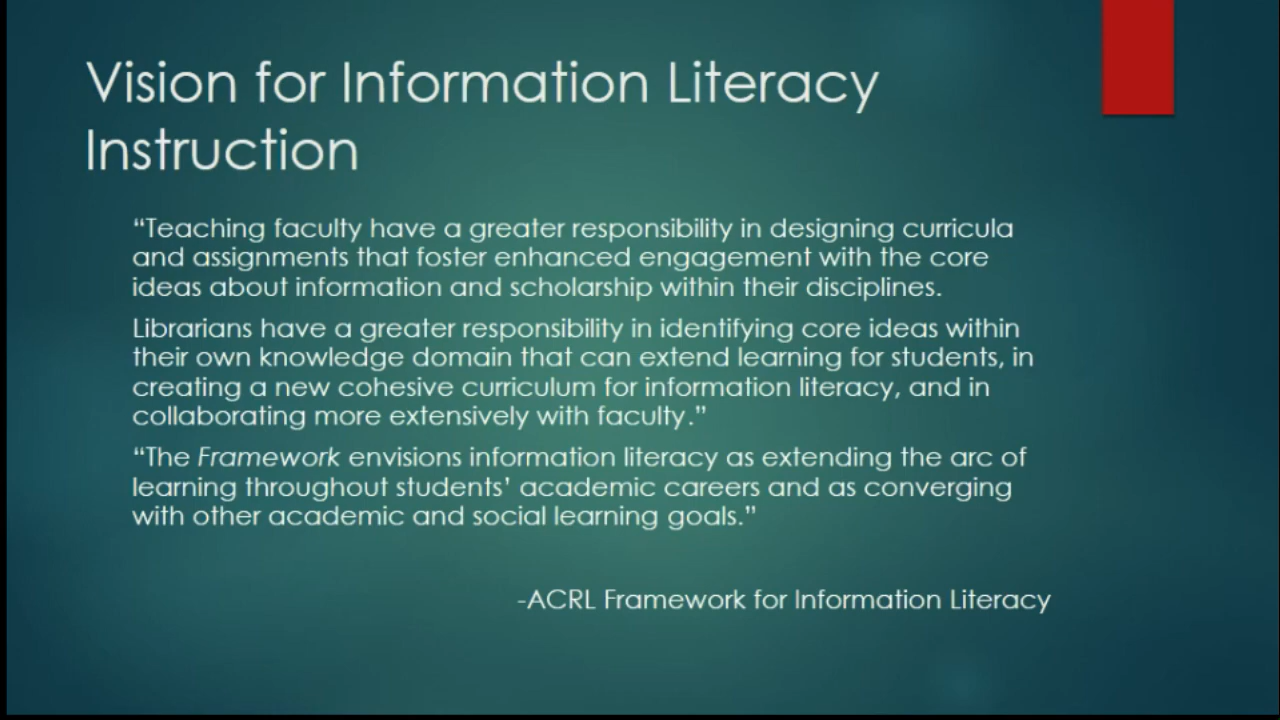 Vision for Information Literacy
Instruction
“Teaching faculty have a greater responsibility in designing curricula
and assignments that foster enhanced engagement with the core
ideas about information and scholarship within their disciplines.
Librarians have a greater responsibility in identifying core ideas within
their own knowledge domain that can extend learning for students, in
creating a new cohesive curriculum for information literacy, and in
collaborating more extensively with faculty.”
“The Framework envisions information literacy as extending the arc of
learning throughout students’ academic careers and as converging
with other academic and social learning goals.”
-ACRL Framework for Information Literacy